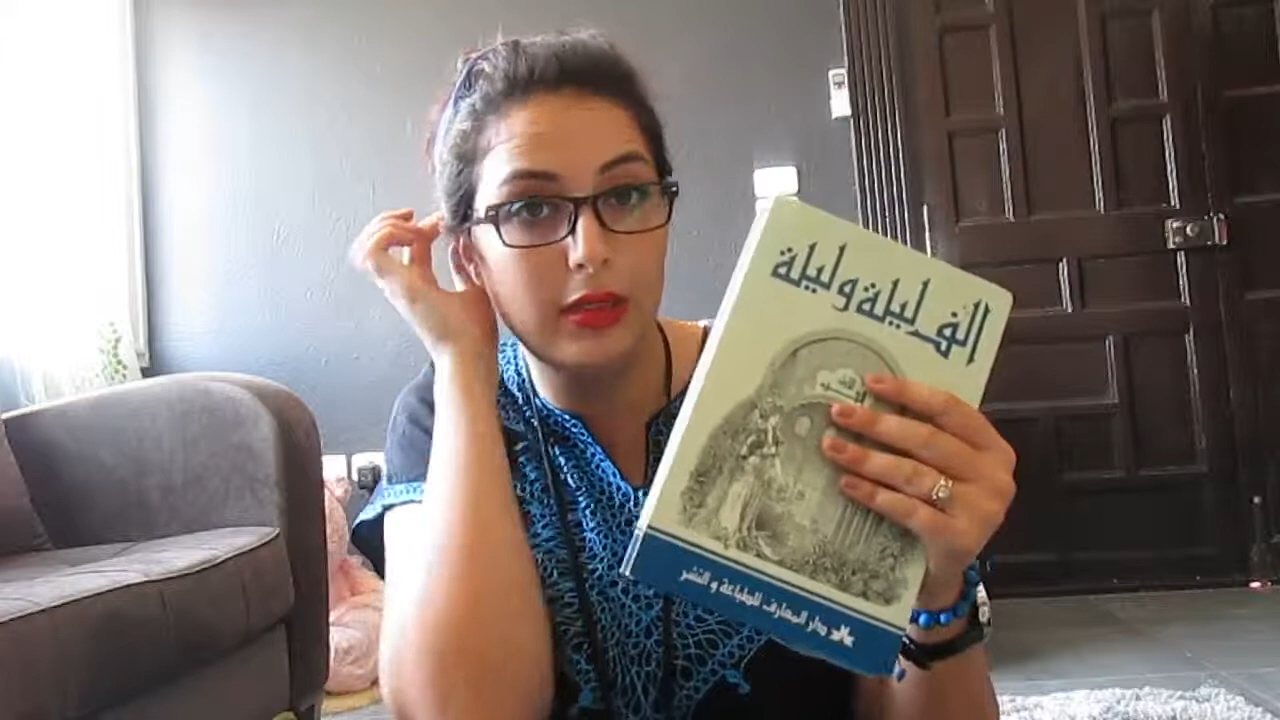 ألف ليلة وليلة
دار المعارف للطباعة و النشر